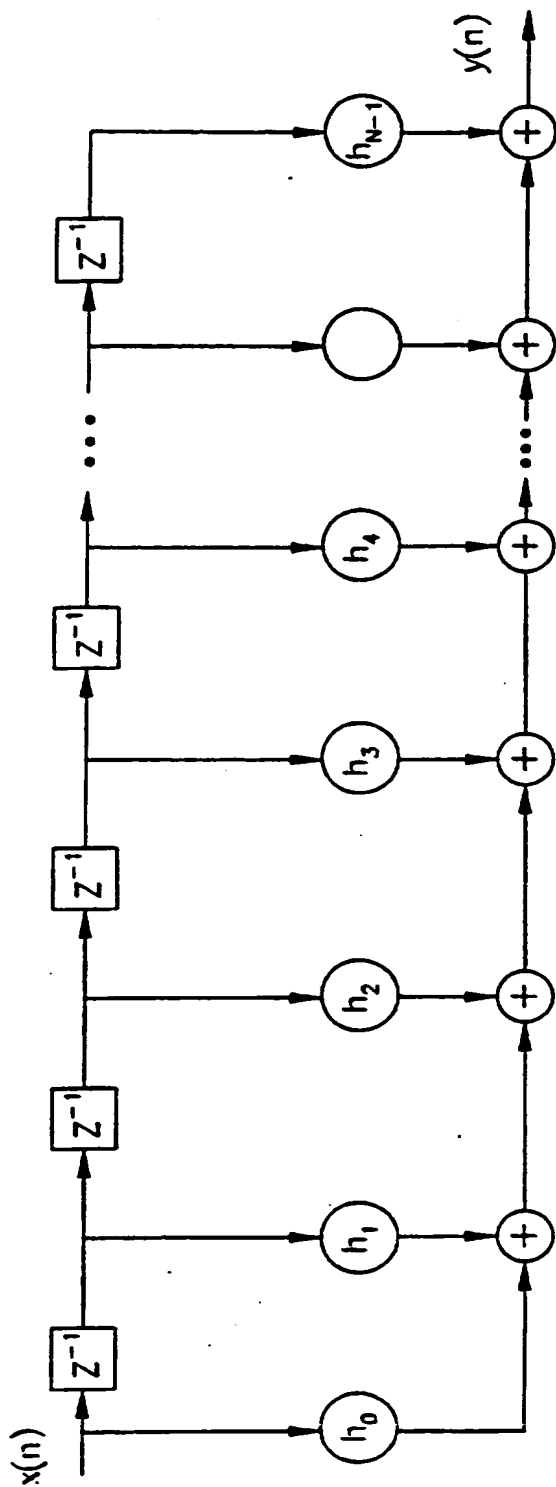 x(n)
Z⁻¹ Z⁻¹ Z⁻¹ Z⁻¹ ••• Z⁻¹
h₀ h₁ h₂ h₃ h₄ hN-1
+ + + + ••• + +
y(n)